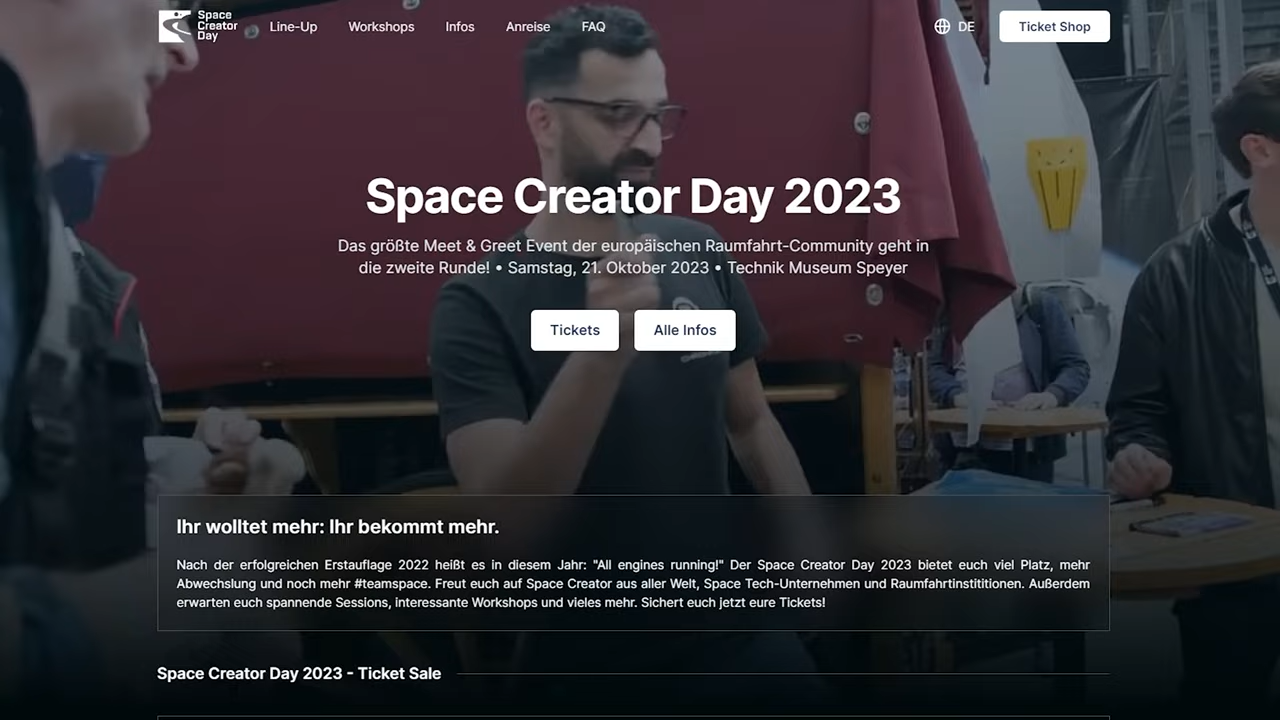 Space
Creator
Day
Line-Up
Workshops
Infos
Anreise
FAQ
DE
Ticket Shop
Space Creator Day 2023
Das größte Meet & Greet Event der europäischen Raumfahrt-Community geht in
die zweite Runde! • Samstag, 21. Oktober 2023 • Technik Museum Speyer
Tickets
Alle Infos
Ihr wolltet mehr: Ihr bekommt mehr.
Nach der erfolgreichen Erstauflage 2022 heißt es in diesem Jahr: "All engines running!" Der Space Creator Day 2023 bietet euch viel Platz, mehr
Abwechslung und noch mehr #teamspace. Freut euch auf Space Creator aus aller Welt, Space Tech-Unternehmen und Raumfahrtinstititionen. Außerdem
erwarten euch spannende Sessions, interessante Workshops und vieles mehr. Sichert euch jetzt eure Tickets!
Space Creator Day 2023 - Ticket Sale